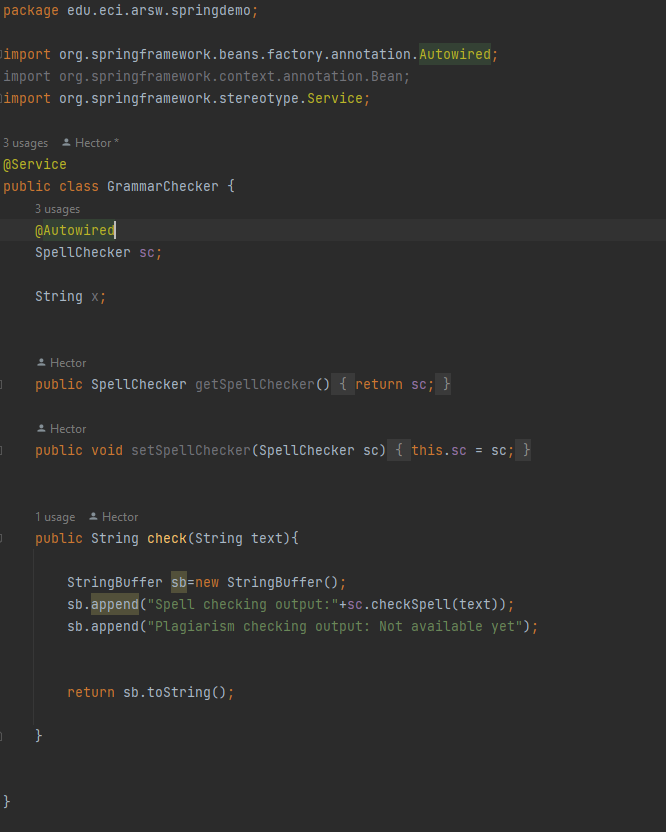 package edu.eci.arsw.springdemo;
import org.springframework.beans.factory.annotation.Autowired;
import org.springframework.context.annotation.Bean;
import org.springframework.stereotype.Service;
3 usages Hector *
@Service
public class GrammarChecker {
3 usages
@Autowired
SpellChecker sc;
String x;
Hector
public SpellChecker getSpellChecker() { return sc; }
Hector
public void setSpellChecker(SpellChecker sc) { this.sc = sc; }
1 usage Hector
public String check(String text){
StringBuffer sb=new StringBuffer();
sb.append("Spell checking output:"+sc.checkSpell(text));
sb.append("Plagiarism checking output: Not available yet");
return sb.toString();
}
}